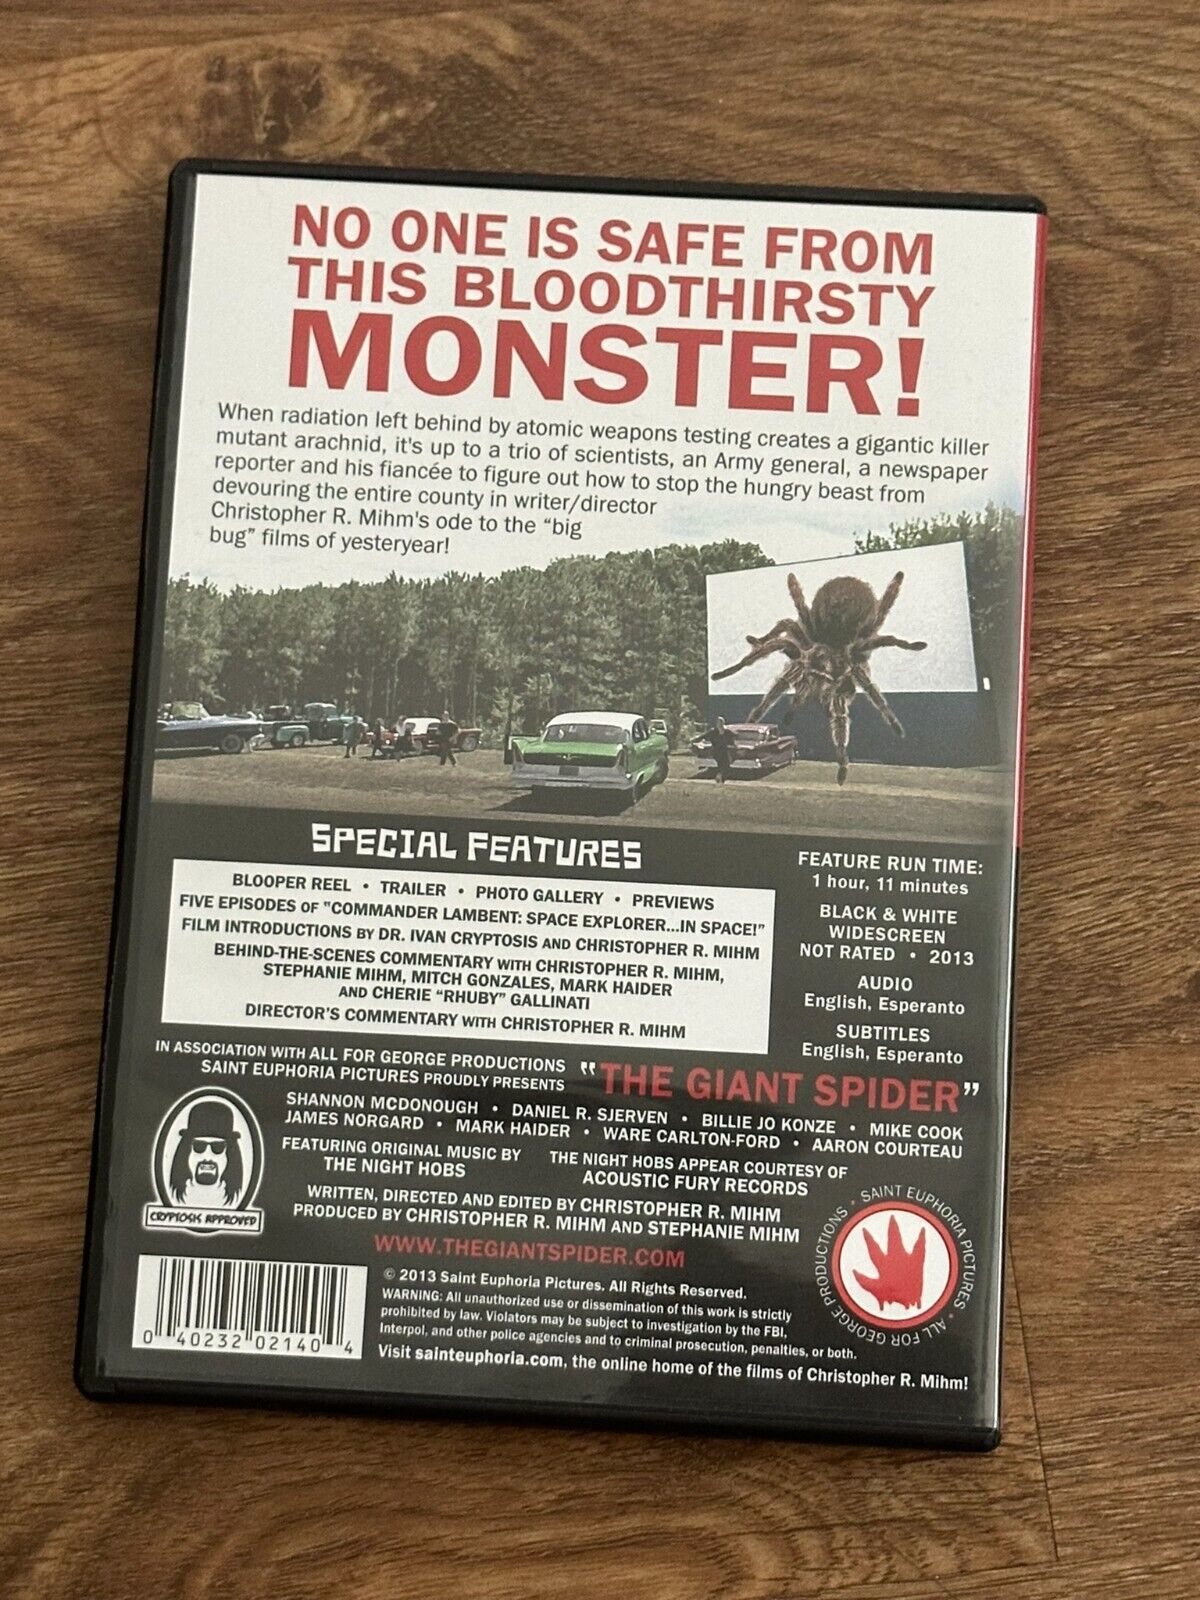 NO ONE IS SAFE FROM
THIS BLOODTHIRSTY
MONSTER!
When radiation left behind by atomic weapons testing creates a gigantic killer
mutant arachnid, it's up to a trio of scientists, an Army general, a newspaper
reporter and his fiancée to figure out how to stop the hungry beast from
devouring the entire county in writer/director
Christopher R. Mihm's ode to the "big
bug" films of yesteryear!
SPECIAL FEATURES
BLOOPER REEL • TRAILER • PHOTO GALLERY • PREVIEWS
FIVE EPISODES OF "COMMANDER LAMBENT: SPACE EXPLORER...IN SPACE!"
FILM INTRODUCTIONS BY DR. IVAN CRYPTOSIS AND CHRISTOPHER R. MIHM
BEHIND-THE-SCENES COMMENTARY WITH CHRISTOPHER R. MIHM,
STEPHANIE MIHM, MITCH GONZALES, MARK HAIDER
AND CHERIE "RHUBY" GALLINATI
DIRECTOR'S COMMENTARY WITH CHRISTOPHER R. MIHM
FEATURE RUN TIME:
1 hour, 11 minutes
BLACK & WHITE
WIDESCREEN
NOT RATED • 2013
AUDIO
English, Esperanto
SUBTITLES
English, Esperanto
IN ASSOCIATION WITH ALL FOR GEORGE PRODUCTIONS
SAINT EUPHORIA PICTURES PROUDLY PRESENTS
"THE GIANT SPIDER"
SHANNON MCDONOUGH • DANIEL R. SJERVEN • BILLIE JO KONZE • MIKE COOK
JAMES NORGARD • MARK HAIDER • WARE CARLTON-FORD • AARON COURTEAU
FEATURING ORIGINAL MUSIC BY
THE NIGHT HOBS
THE NIGHT HOBS APPEAR COURTESY OF
ACOUSTIC FURY RECORDS
WRITTEN, DIRECTED AND EDITED BY CHRISTOPHER R. MIHM
PRODUCED BY CHRISTOPHER R. MIHM AND STEPHANIE MIHM
WWW.THEGIANTSPIDER.COM
CRYPTOSIS APPROVED
SAINT EUPHORIA PICTURES • ALL FOR GEORGE PRODUCTIONS •
© 2013 Saint Euphoria Pictures. All Rights Reserved.
WARNING: All unauthorized use or dissemination of this work is strictly
prohibited by law. Violators may be subject to investigation by the FBI,
Interpol, and other police agencies and to criminal prosecution, penalties, or both.
Visit sainteuphoria.com, the online home of the films of Christopher R. Mihm!
0 40232 02140 4